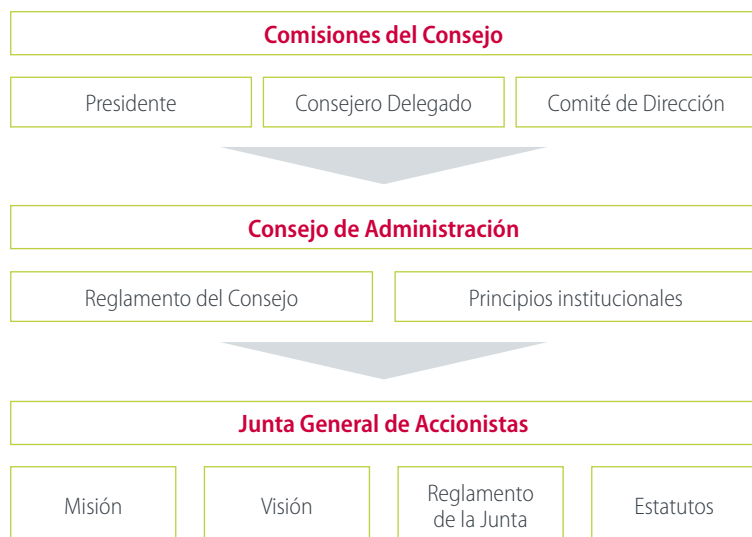 Comisiones del Consejo
Presidente
Consejero Delegado
Comité de Dirección
Consejo de Administración
Reglamento del Consejo
Principios institucionales
Junta General de Accionistas
Misión
Visión
Reglamento
de la Junta
Estatutos